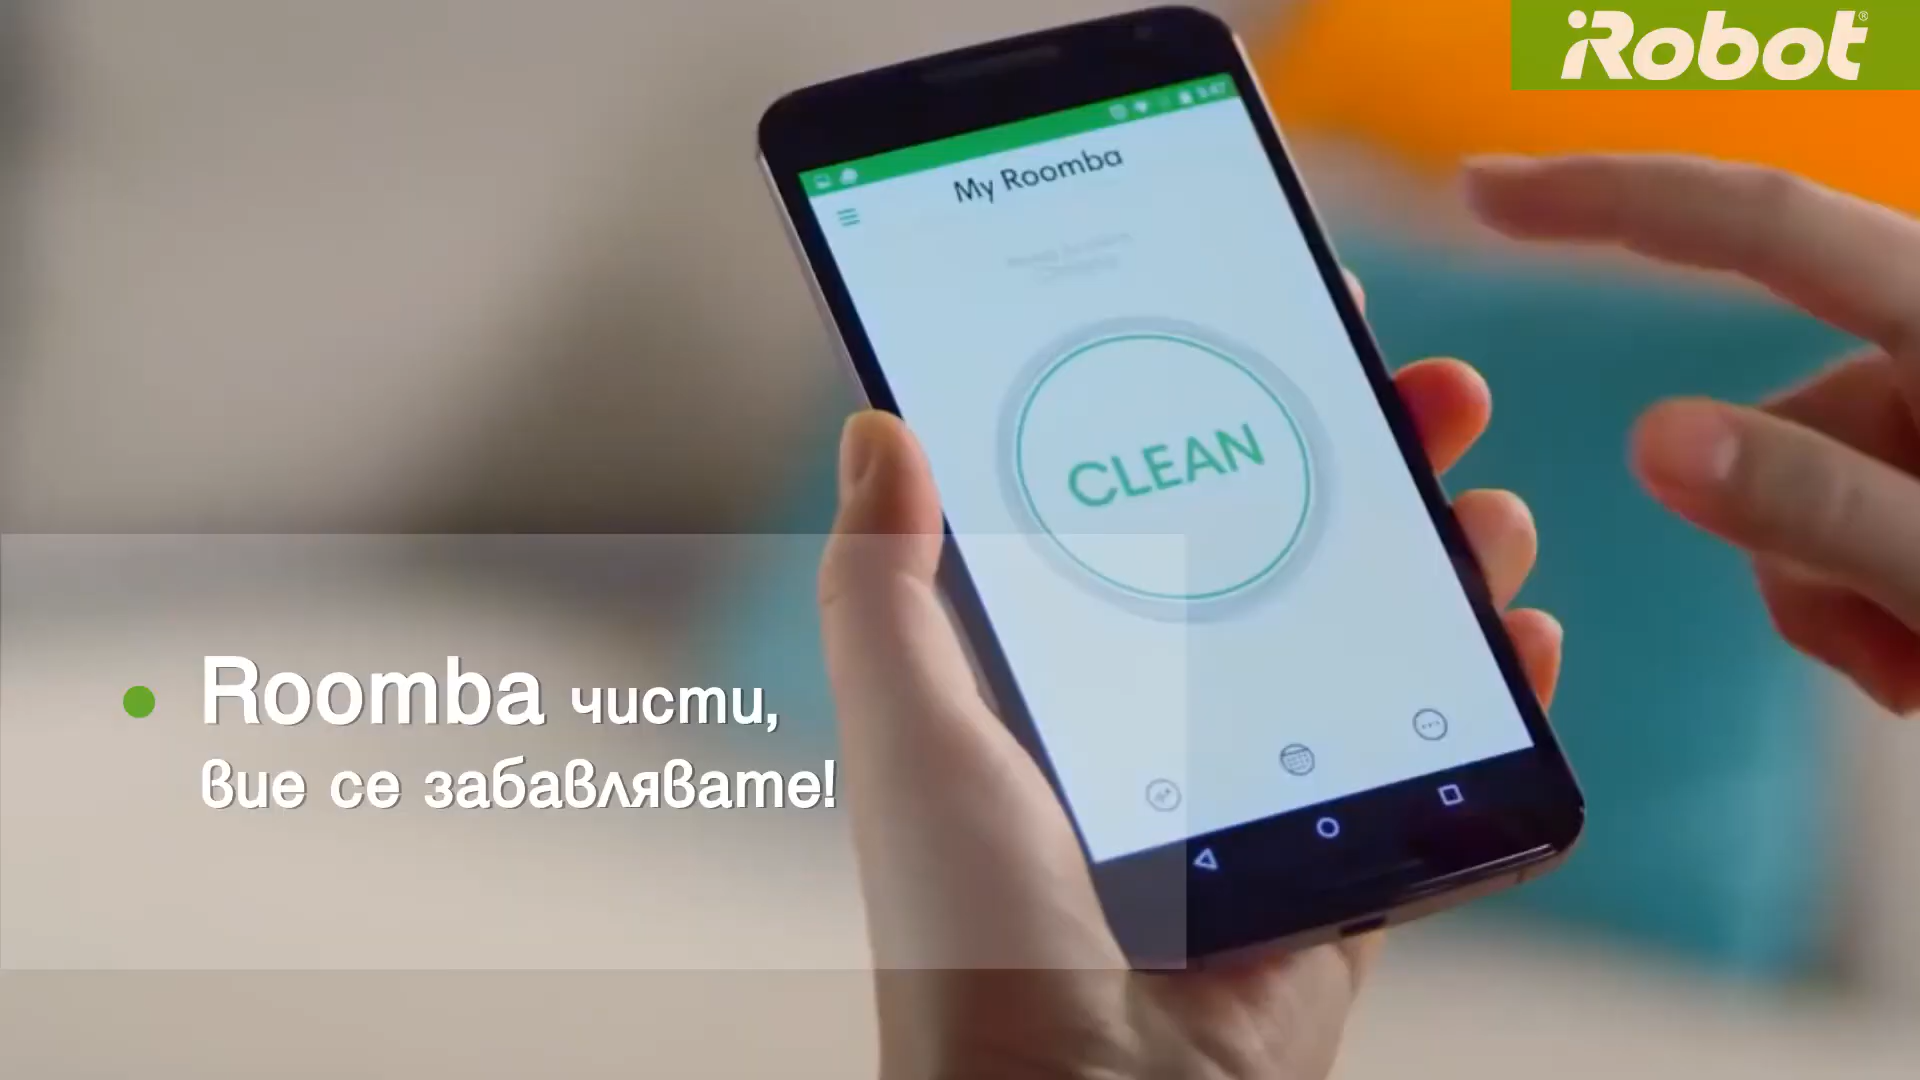 iRobot®
My Roomba
CLEAN
Roomba чисти,
вие се забавлявате!